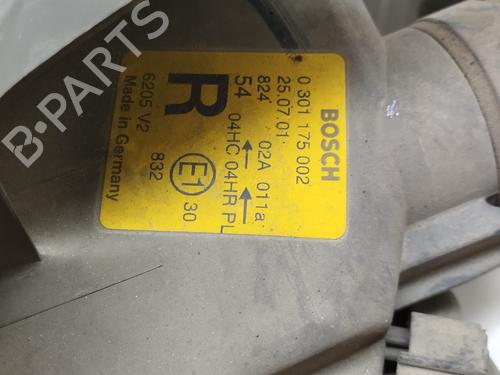 BOSCH
0 301 175 002
25.07.01
824 02A 011a
54 04HC 04HR PL
R E1 30
6205 V2 832
Made in Germany
B-PARTS